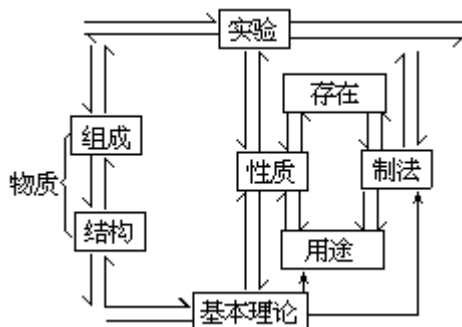 实验
存在
组成
性质
制法
物质
结构
用途
基本理论